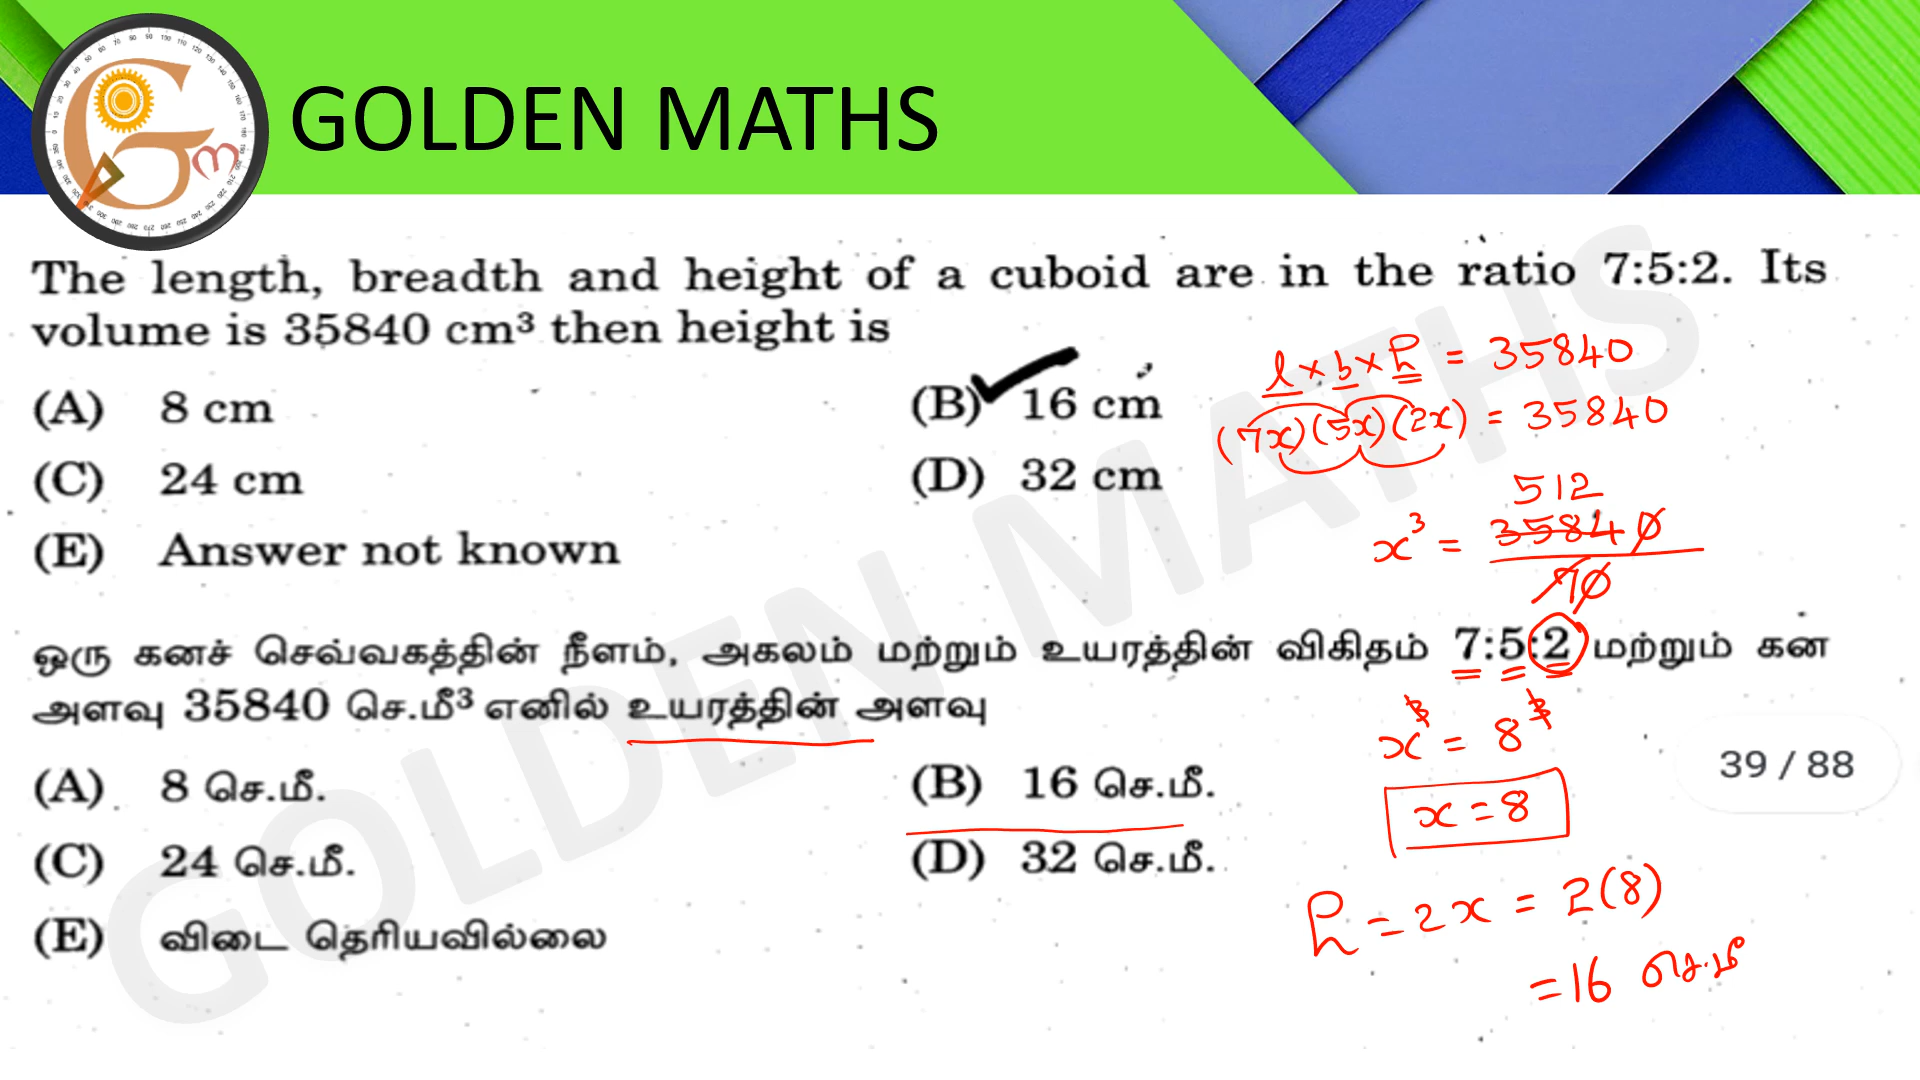 GOLDEN MATHS
The length, breadth and height of a cuboid are in the ratio 7:5:2. Its
volume is 35840 cm³ then height is
(A) 8 cm
(B) 16 cm
(C) 24 cm
(D) 32 cm
(E) Answer not known
l × b × h = 35840
(7x)(5x)(2x) = 35840
512
x³ = 35840
70
ஒரு கனச் செவ்வகத்தின் நீளம், அகலம் மற்றும் உயரத்தின் விகிதம் 7:5:2 மற்றும் கன
அளவு 35840 செ.மீ³ எனில் உயரத்தின் அளவு
(A) 8 செ.மீ.
(B) 16 செ.மீ.
(C) 24 செ.மீ.
(D) 32 செ.மீ.
(E) விடை தெரியவில்லை
x³ = 8³
x = 8
h = 2x = 2(8)
= 16 செ.மீ
39 / 88
GOLDEN MATHS